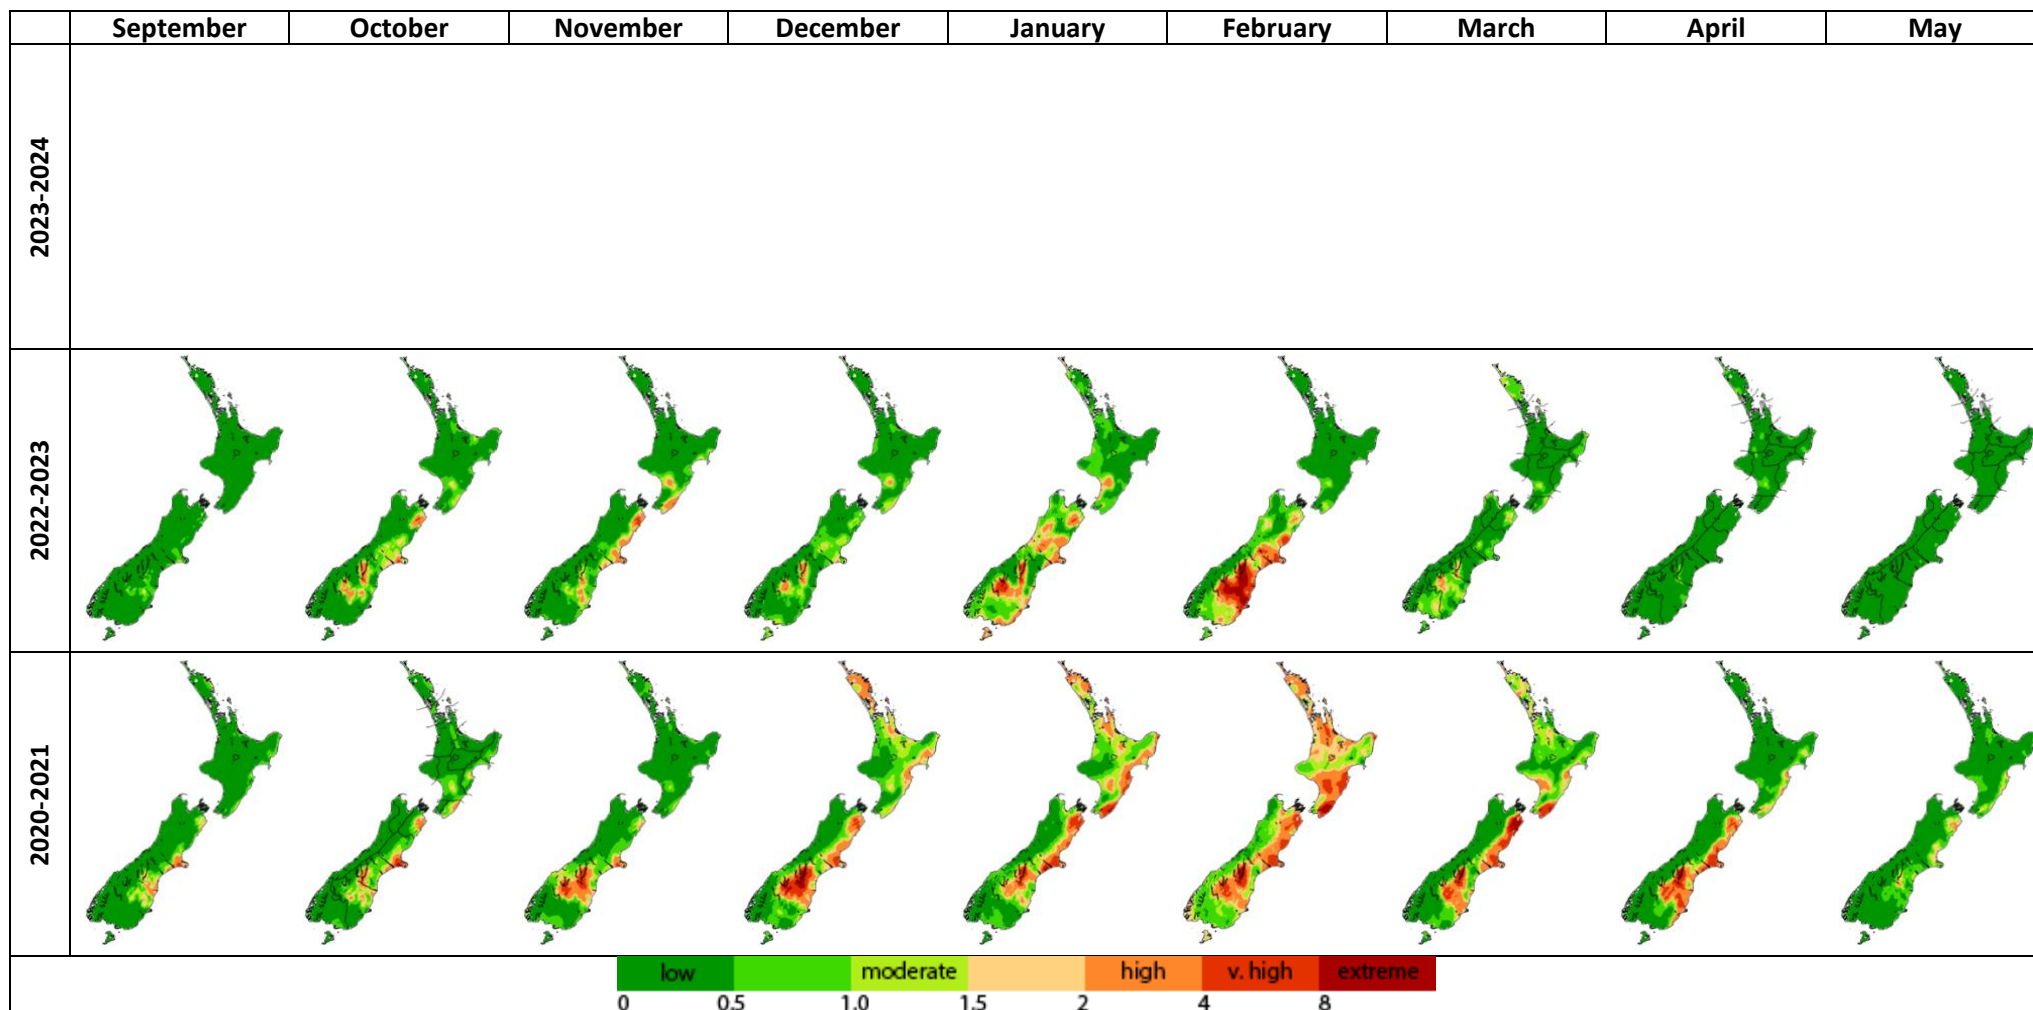 September October November December January February March April May
2023-2024
2022-2023
2020-2021
low moderate high v. high extreme
0 0.5 1.0 1.5 2 4 8